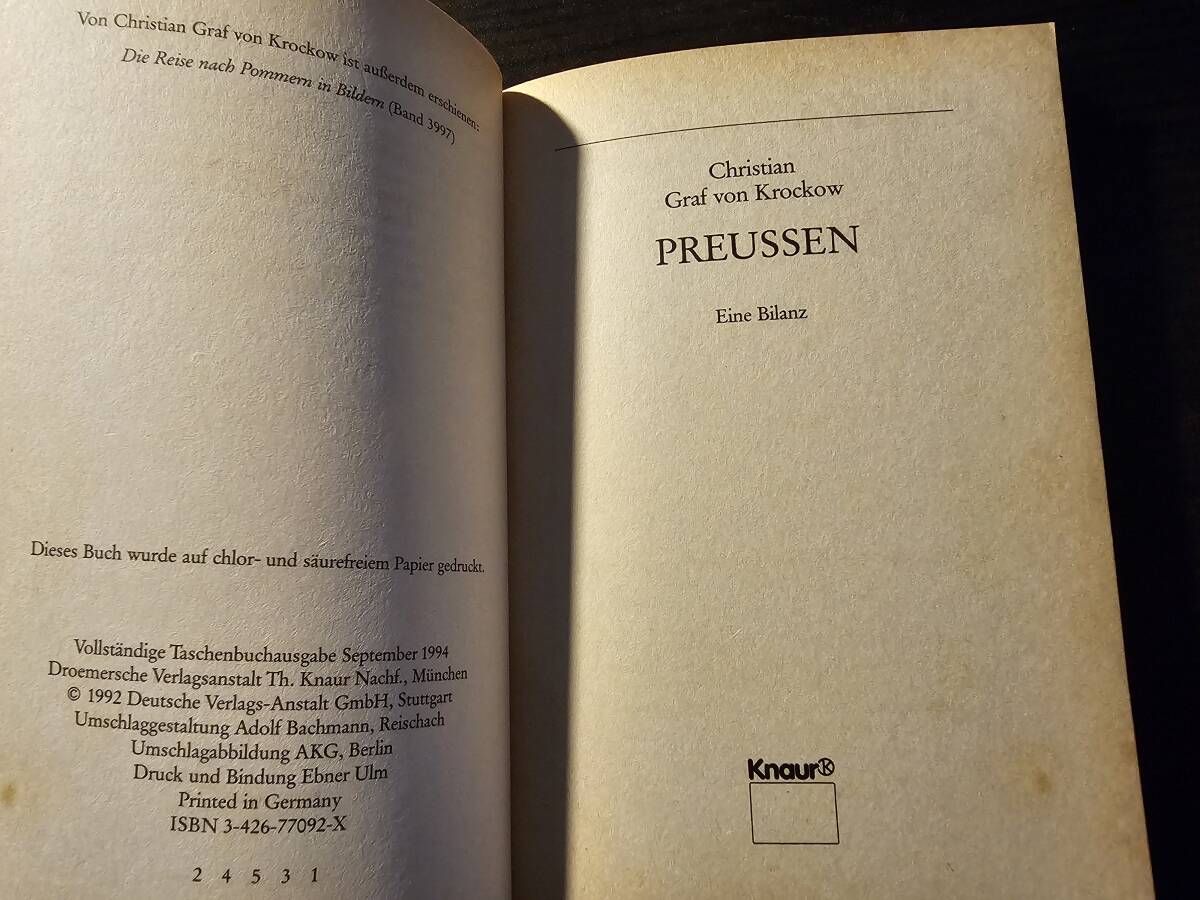 Von Christian Graf von Krockow ist außerdem erschienen:
Die Reise nach Pommern in Bildern (Band 3997)
Dieses Buch wurde auf chlor- und säurefreiem Papier gedruckt.
Vollständige Taschenbuchausgabe September 1994
Droemersche Verlagsanstalt Th. Knaur Nachf., München
© 1992 Deutsche Verlags-Anstalt GmbH, Stuttgart
Umschlaggestaltung Adolf Bachmann, Reischach
Umschlagabbildung AKG, Berlin
Druck und Bindung Ebner Ulm
Printed in Germany
ISBN 3-426-77092-X
2 4 5 3 1
Christian
Graf von Krockow
PREUSSEN
Eine Bilanz
Knaur K